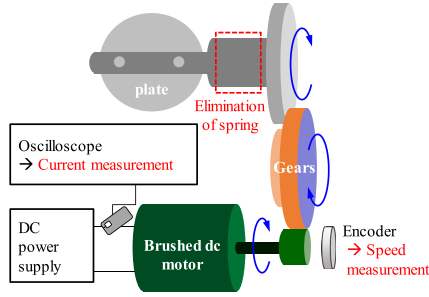 plate
Elimination
of spring
Oscilloscope
→ Current measurement
Gears
DC
power
supply
Brushed dc
motor
Encoder
→ Speed
measurement